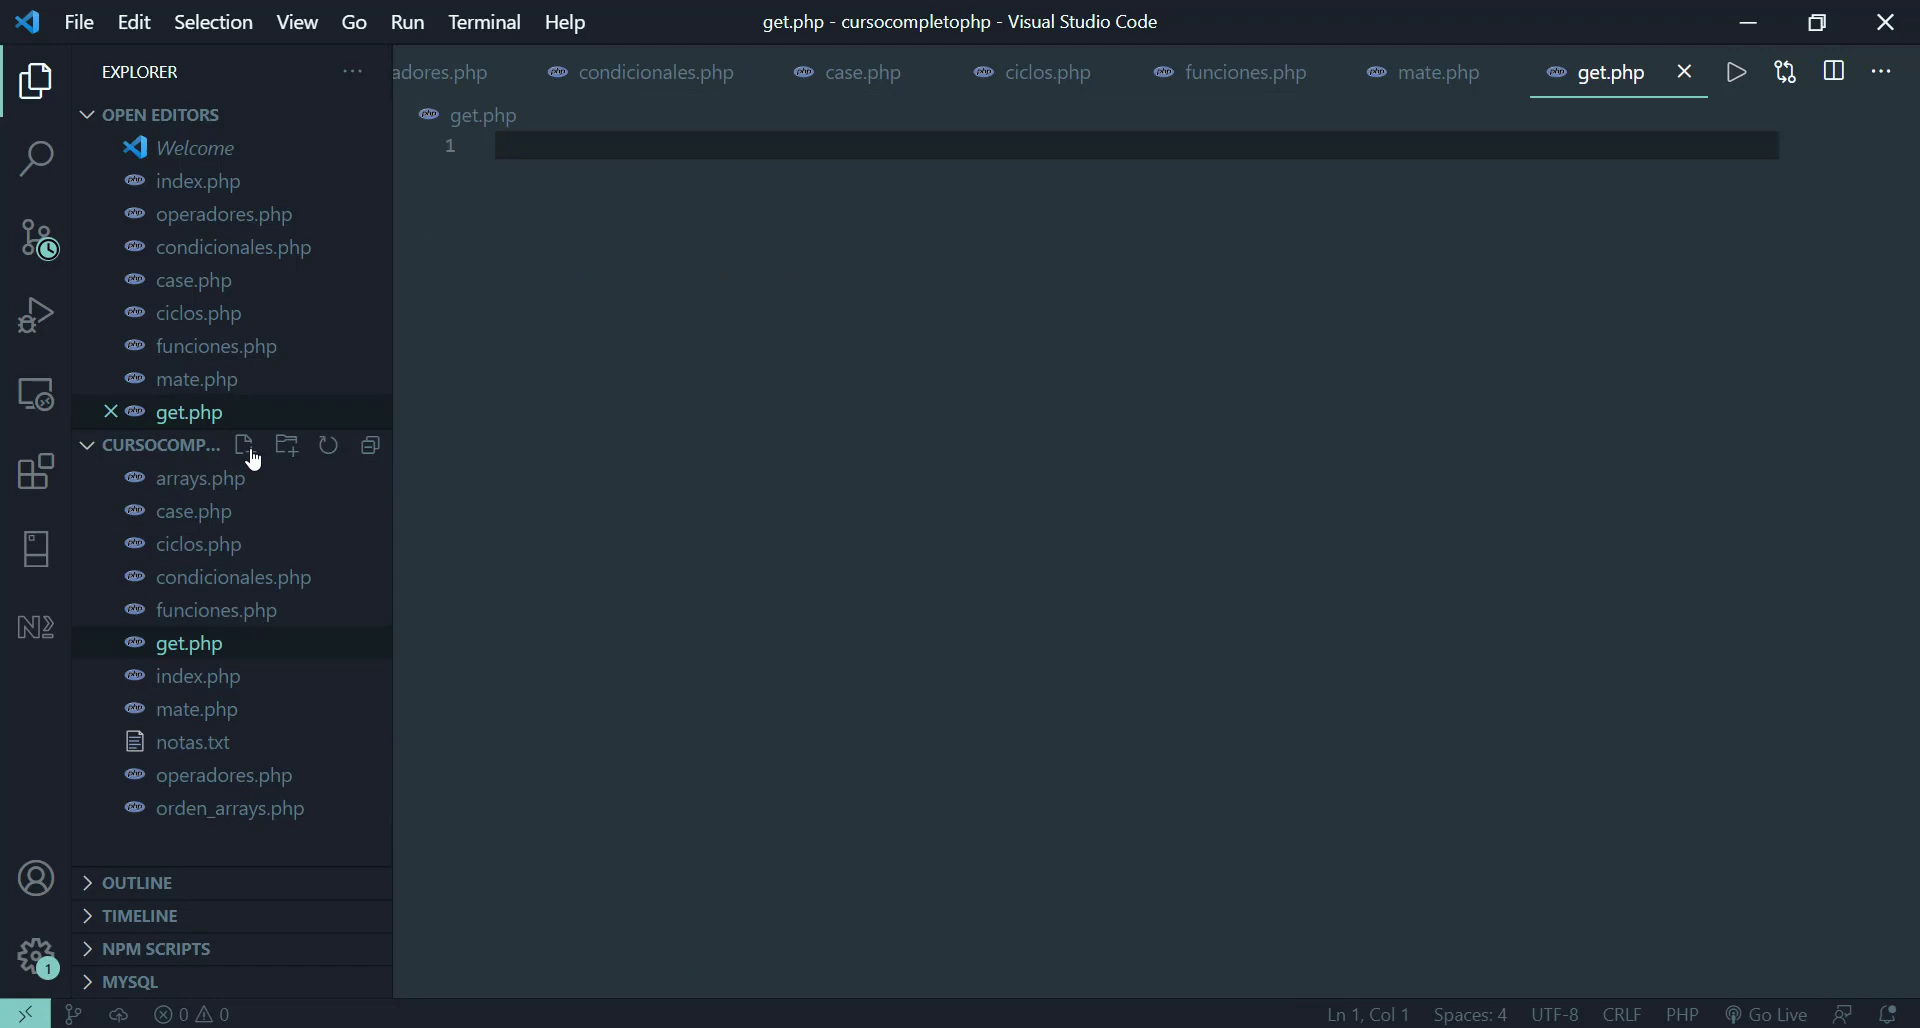 File Edit Selection View Go Run Terminal Help
get.php - cursocompletophp - Visual Studio Code
EXPLORER
adores.php condicionales.php case.php ciclos.php funciones.php mate.php get.php
OPEN EDITORS
get.php
1
Welcome
index.php
operadores.php
condicionales.php
case.php
ciclos.php
funciones.php
mate.php
get.php
CURSOCOMP...
arrays.php
case.php
ciclos.php
condicionales.php
funciones.php
get.php
index.php
mate.php
notas.txt
operadores.php
orden_arrays.php
OUTLINE
TIMELINE
NPM SCRIPTS
1
MYSQL
0 0 Ln 1, Col 1 Spaces: 4 UTF-8 CRLF PHP Go Live